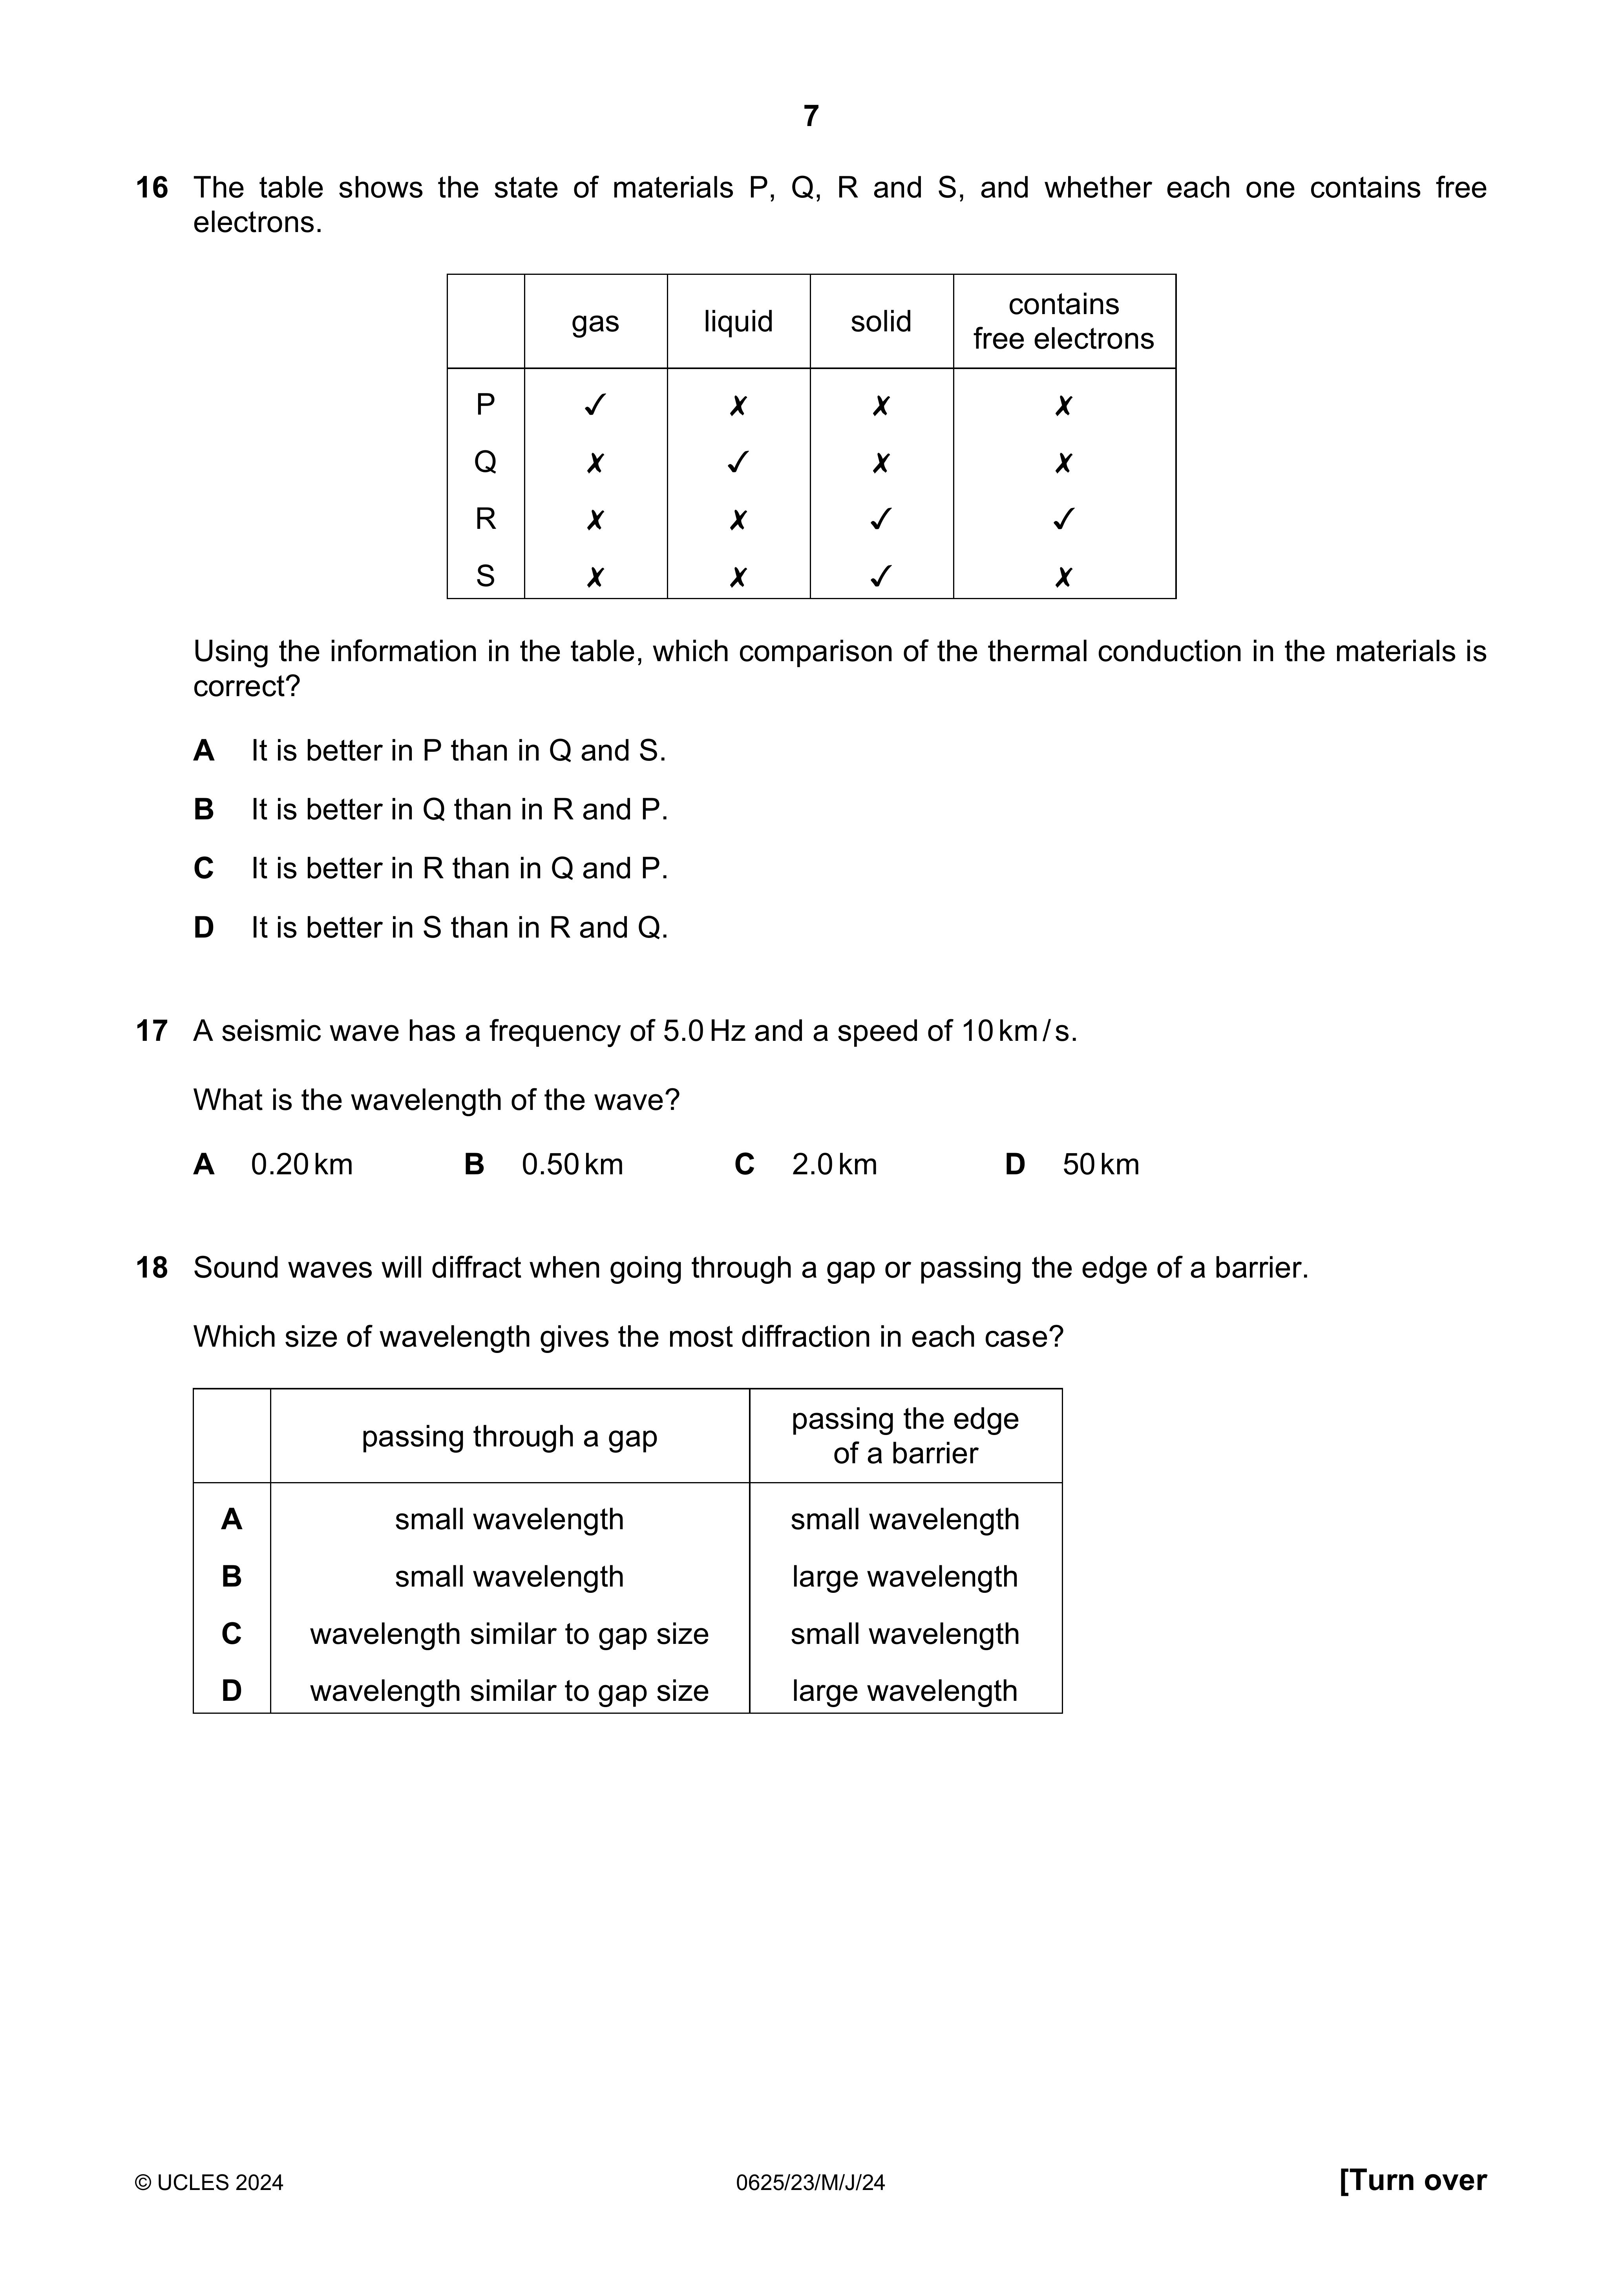 7
16 The table shows the state of materials P, Q, R and S, and whether each one contains free
electrons.
gas liquid solid contains
free electrons
P ✓ ✗ ✗ ✗
Q ✗ ✓ ✗ ✗
R ✗ ✗ ✓ ✓
S ✗ ✗ ✓ ✗
Using the information in the table, which comparison of the thermal conduction in the materials is
correct?
A It is better in P than in Q and S.
B It is better in Q than in R and P.
C It is better in R than in Q and P.
D It is better in S than in R and Q.
17 A seismic wave has a frequency of 5.0 Hz and a speed of 10 km / s.
What is the wavelength of the wave?
A 0.20 km B 0.50 km C 2.0 km D 50 km
18 Sound waves will diffract when going through a gap or passing the edge of a barrier.
Which size of wavelength gives the most diffraction in each case?
passing through a gap passing the edge
of a barrier
A small wavelength small wavelength
B small wavelength large wavelength
C wavelength similar to gap size small wavelength
D wavelength similar to gap size large wavelength
© UCLES 2024 0625/23/M/J/24 [Turn over